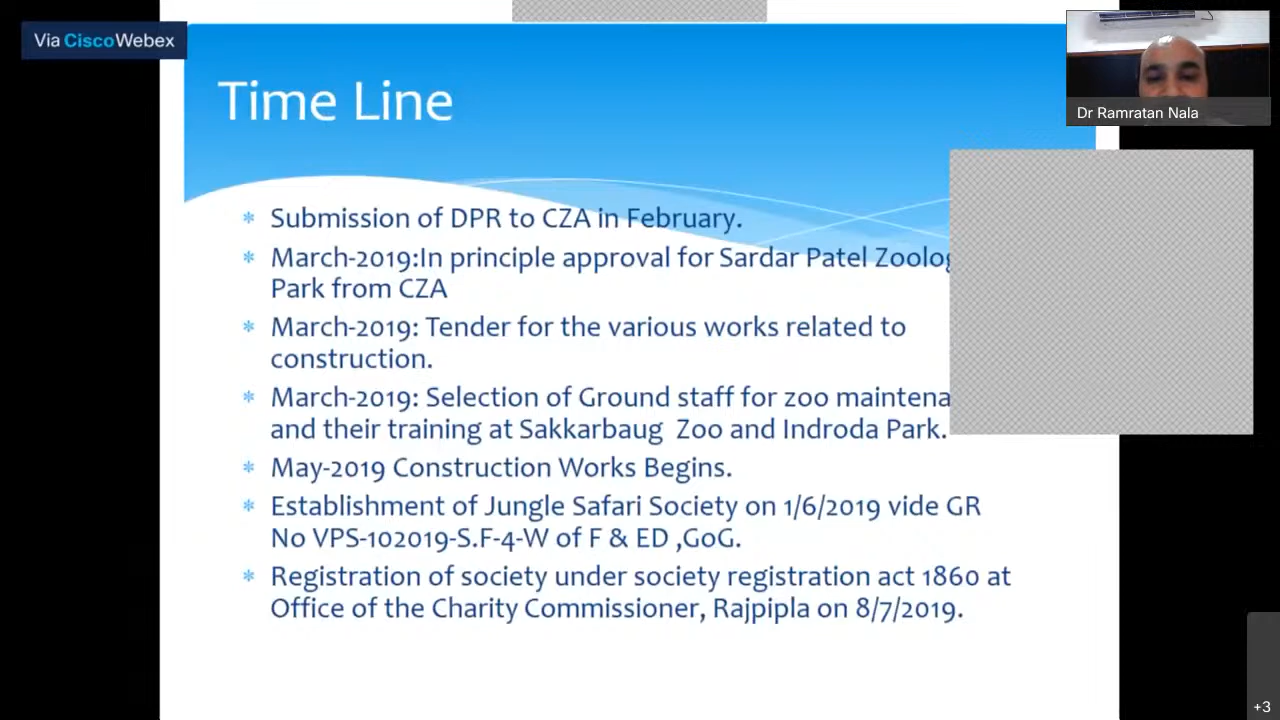 Via CiscoWebex
Time Line
Dr Ramratan Nala
* Submission of DPR to CZA in February.
* March-2019:In principle approval for Sardar Patel
Park from CZA
* March-2019: Tender for the various works related to
construction.
* March-2019: Selection of Ground staff for zoo
and their training at Sakkarbaug Zoo and Indroda Park.
* May-2019 Construction Works Begins.
* Establishment of Jungle Safari Society on 1/6/2019 vide GR
No VPS-102019-S.F-4-W of F & ED ,GoG.
* Registration of society under society registration act 1860 at
Office of the Charity Commissioner, Rajpipla on 8/7/2019.
+3